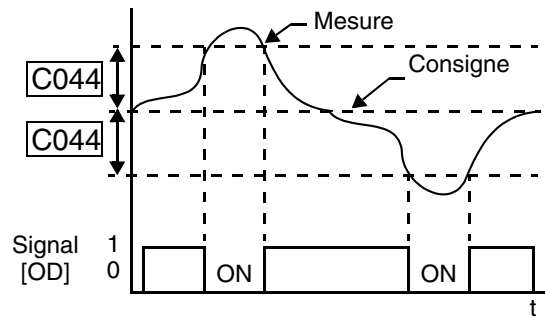 Mesure
Consigne
C044
C044
Signal 1
[OD] 0
ON ON
t